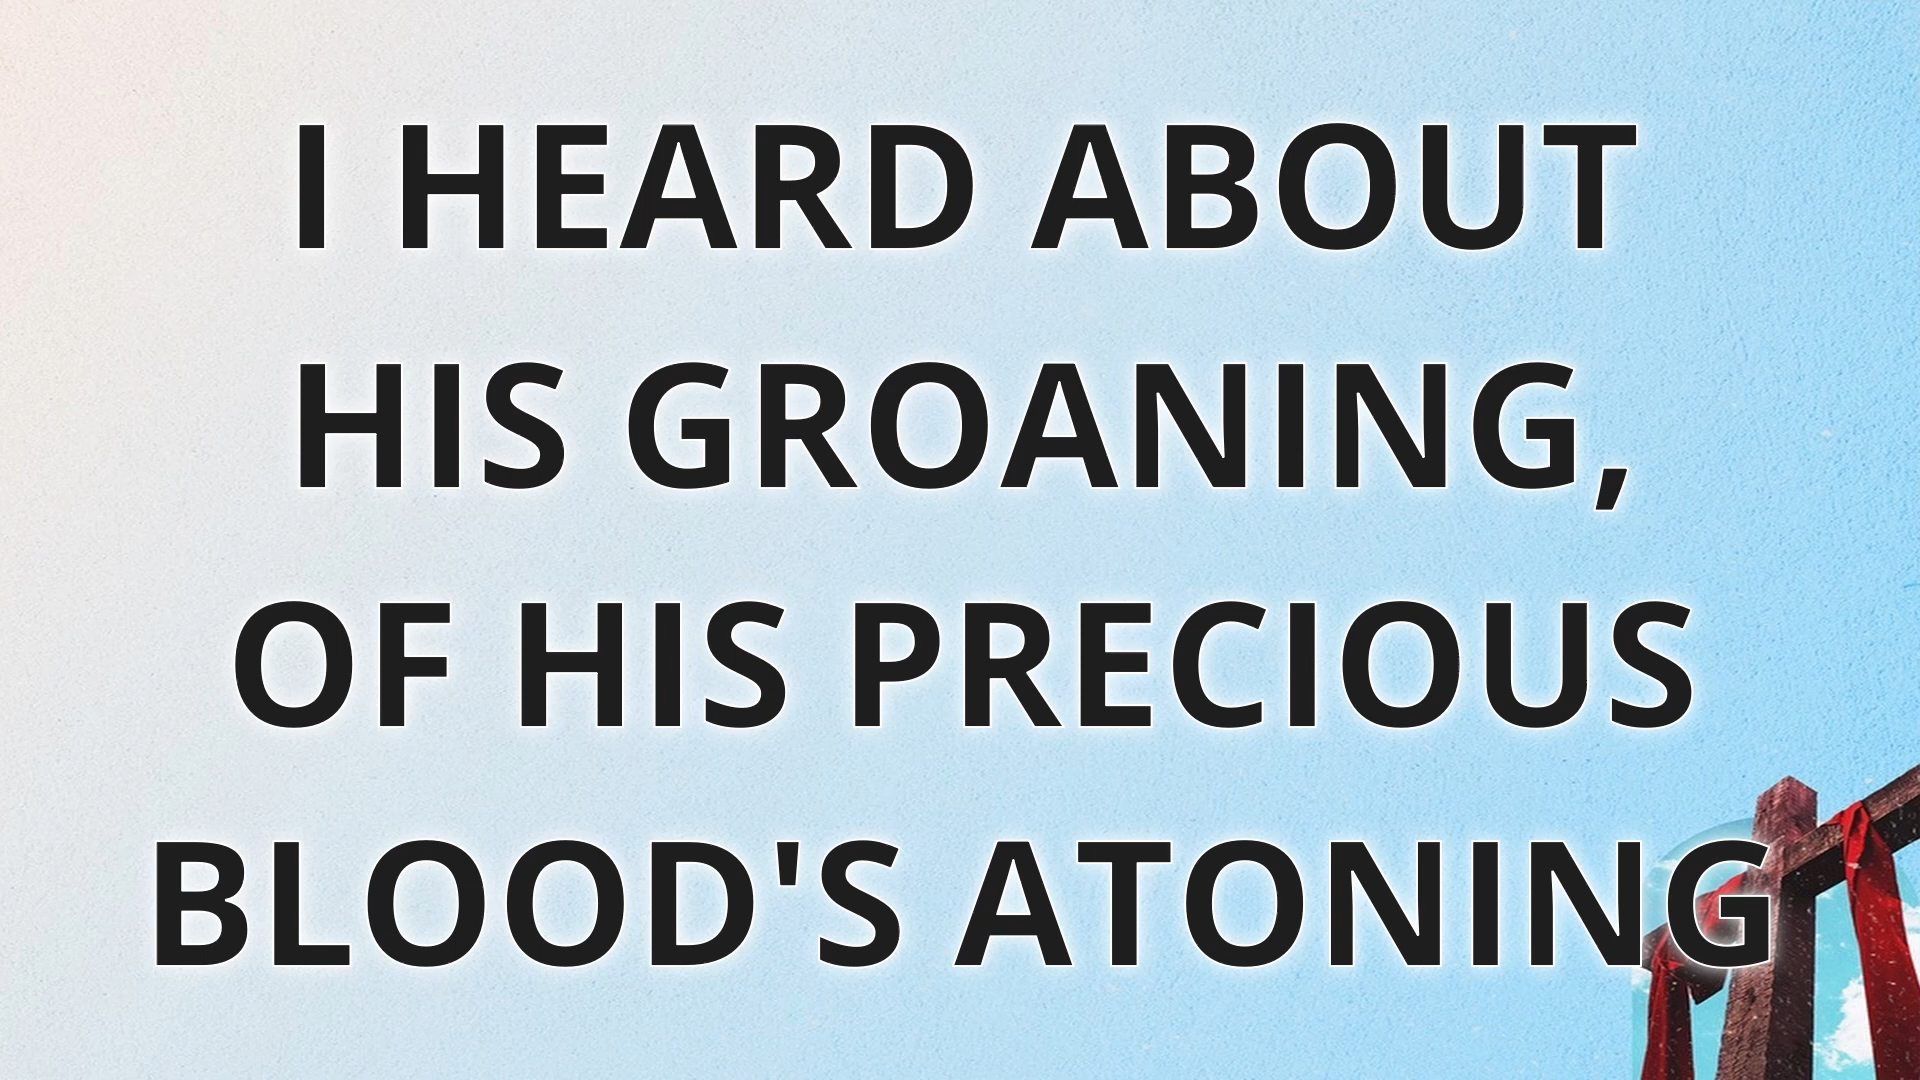 I HEARD ABOUT
HIS GROANING,
OF HIS PRECIOUS
BLOOD'S ATONING